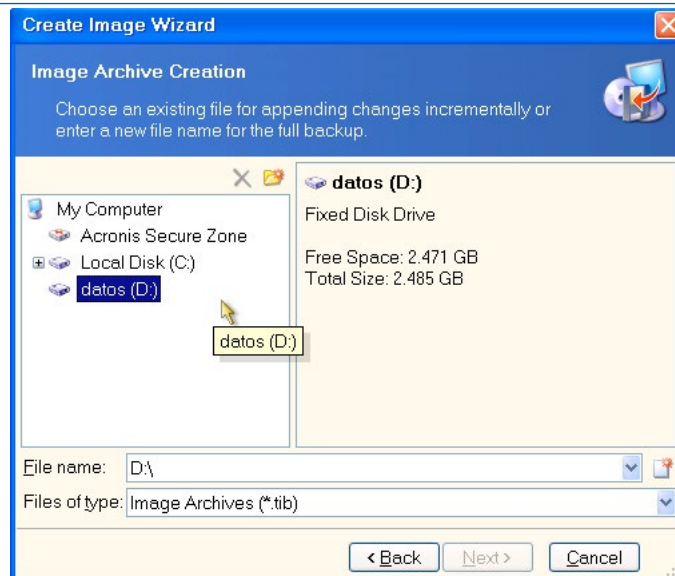 Create Image Wizard
Image Archive Creation
Choose an existing file for appending changes incrementally or
enter a new file name for the full backup.
My Computer
Acronis Secure Zone
Local Disk (C:)
datos (D:)
datos (D:)
datos (D:)
Fixed Disk Drive
Free Space: 2.471 GB
Total Size: 2.485 GB
File name: D:\
Files of type: Image Archives (*.tib)
< Back Next > Cancel